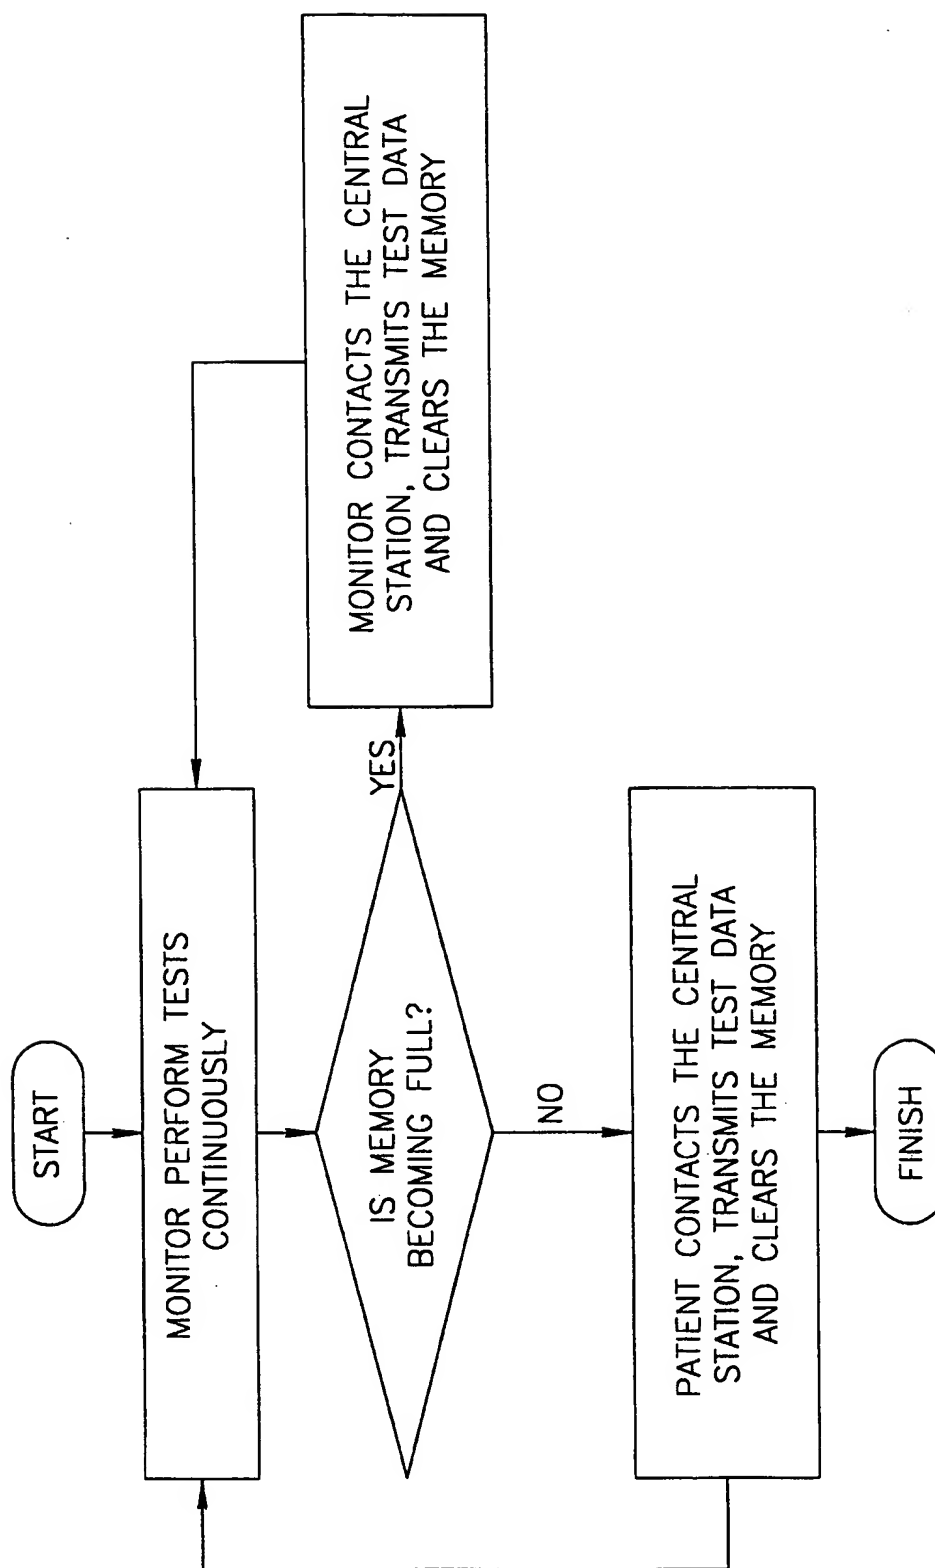 START
MONITOR PERFORM TESTS
CONTINUOUSLY
IS MEMORY
BECOMING FULL?
YES
MONITOR CONTACTS THE CENTRAL
STATION, TRANSMITS TEST DATA
AND CLEARS THE MEMORY
NO
PATIENT CONTACTS THE CENTRAL
STATION, TRANSMITS TEST DATA
AND CLEARS THE MEMORY
FINISH